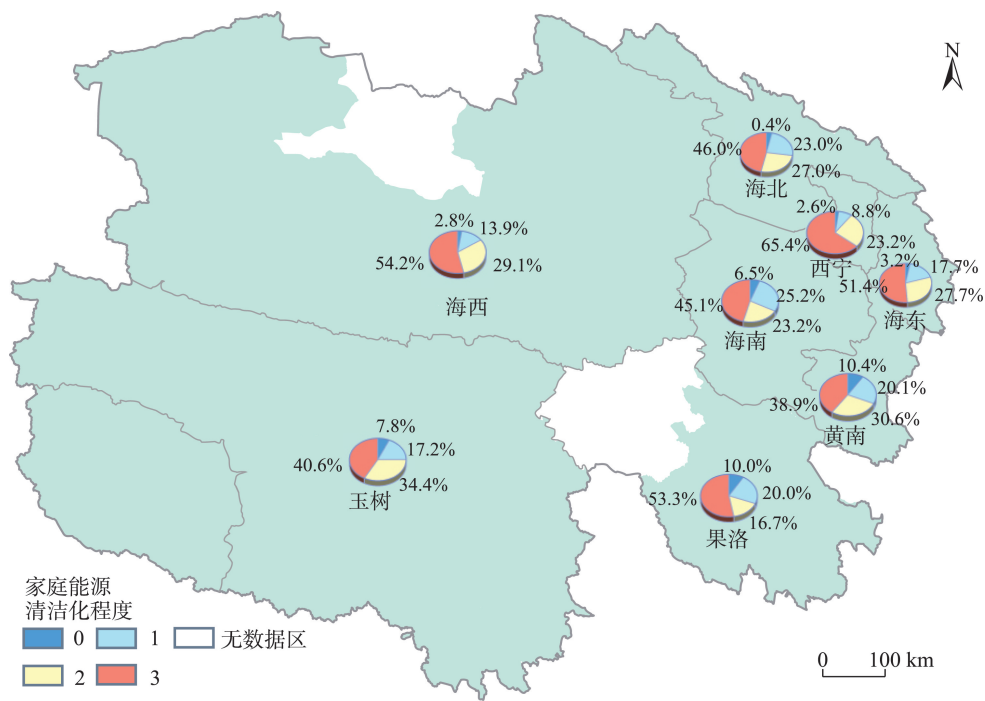 N
0.4%
46.0%
23.0%
27.0%
海北
2.6%
8.8%
65.4%
23.2%
西宁
2.8%
13.9%
54.2%
29.1%
海西
3.2%
17.7%
51.4%
27.7%
海东
6.5%
25.2%
45.1%
23.2%
海南
10.4%
20.1%
38.9%
30.6%
黄南
7.8%
17.2%
40.6%
34.4%
玉树
10.0%
53.3%
20.0%
16.7%
果洛
家庭能源
清洁化程度
0 1 无数据区
2 3
0 100 km